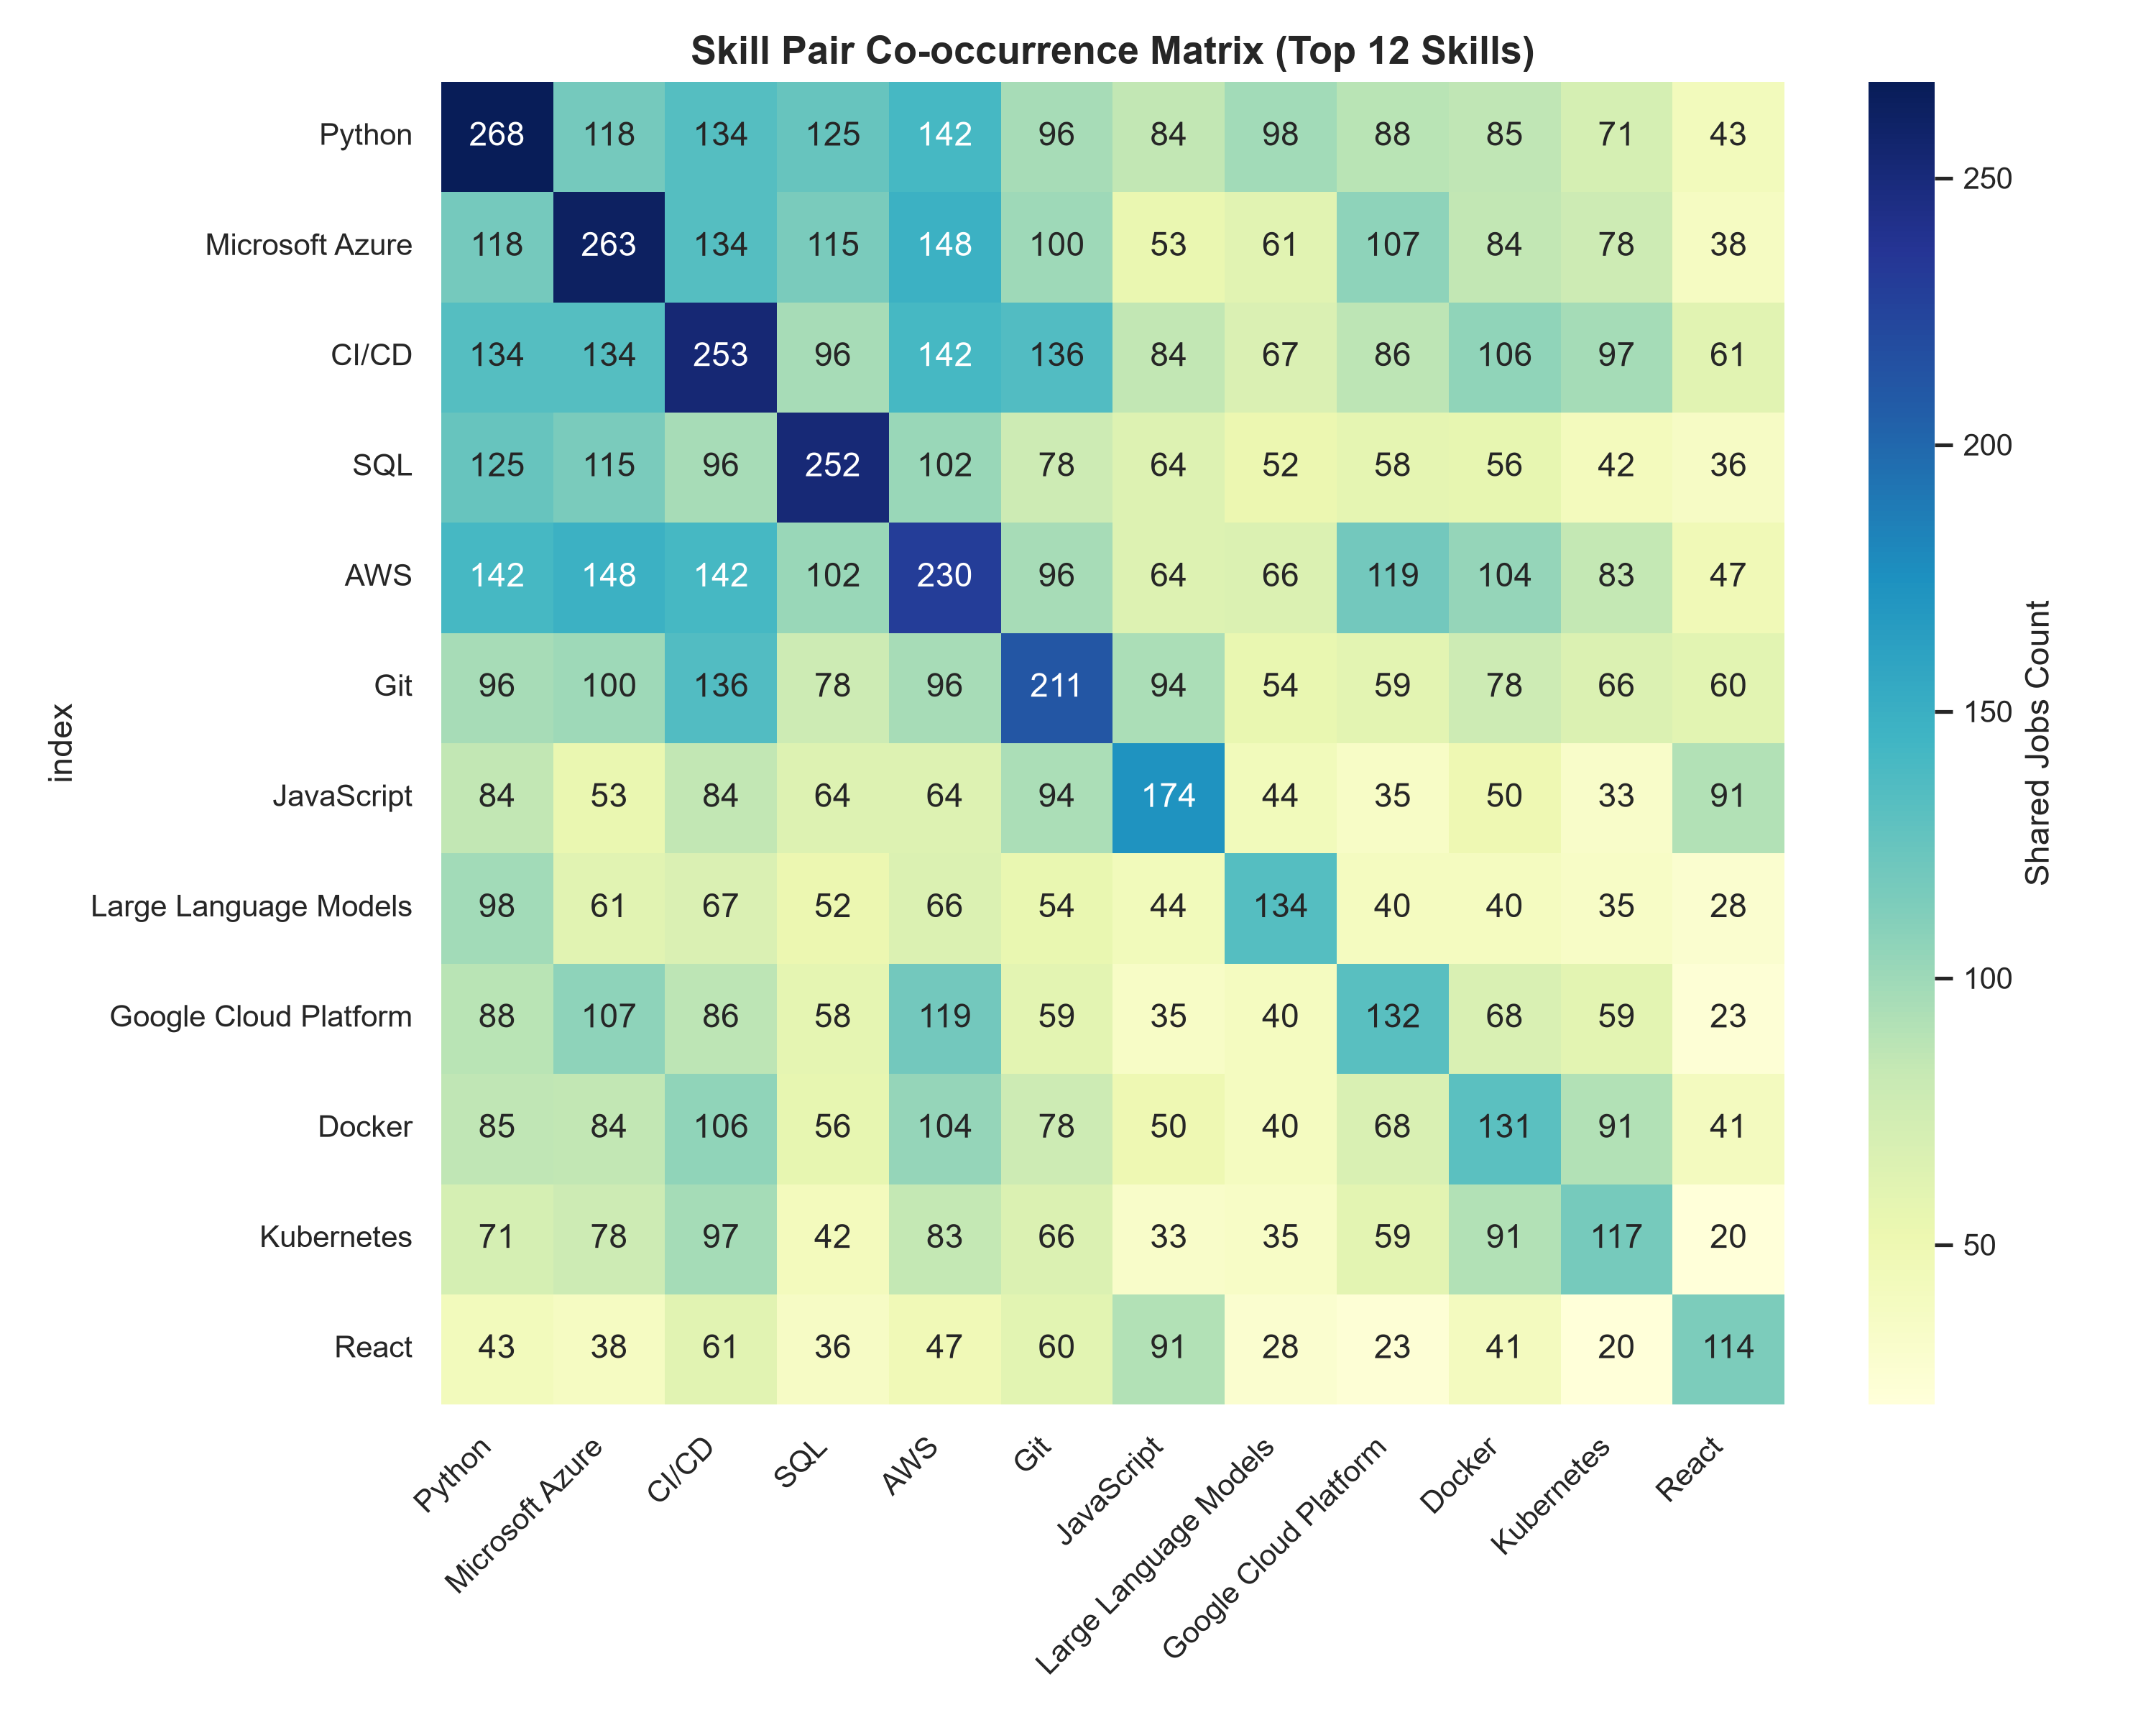 Skill Pair Co-occurrence Matrix (Top 12 Skills)
Python 268 118 134 125 142 96 84 98 88 85 71 43
Microsoft Azure 118 263 134 115 148 100 53 61 107 84 78 38
CI/CD 134 134 253 96 142 136 84 67 86 106 97 61
SQL 125 115 96 252 102 78 64 52 58 56 42 36
AWS 142 148 142 102 230 96 64 66 119 104 83 47
Git 96 100 136 78 96 211 94 54 59 78 66 60
JavaScript 84 53 84 64 64 94 174 44 35 50 33 91
Large Language Models 98 61 67 52 66 54 44 134 40 40 35 28
Google Cloud Platform 88 107 86 58 119 59 35 40 132 68 59 23
Docker 85 84 106 56 104 78 50 40 68 131 91 41
Kubernetes 71 78 97 42 83 66 33 35 59 91 117 20
React 43 38 61 36 47 60 91 28 23 41 20 114
index
Python
Microsoft Azure
CI/CD
SQL
AWS
Git
JavaScript
Large Language Models
Google Cloud Platform
Docker
Kubernetes
React
250
200
150
100
50
Shared Jobs Count